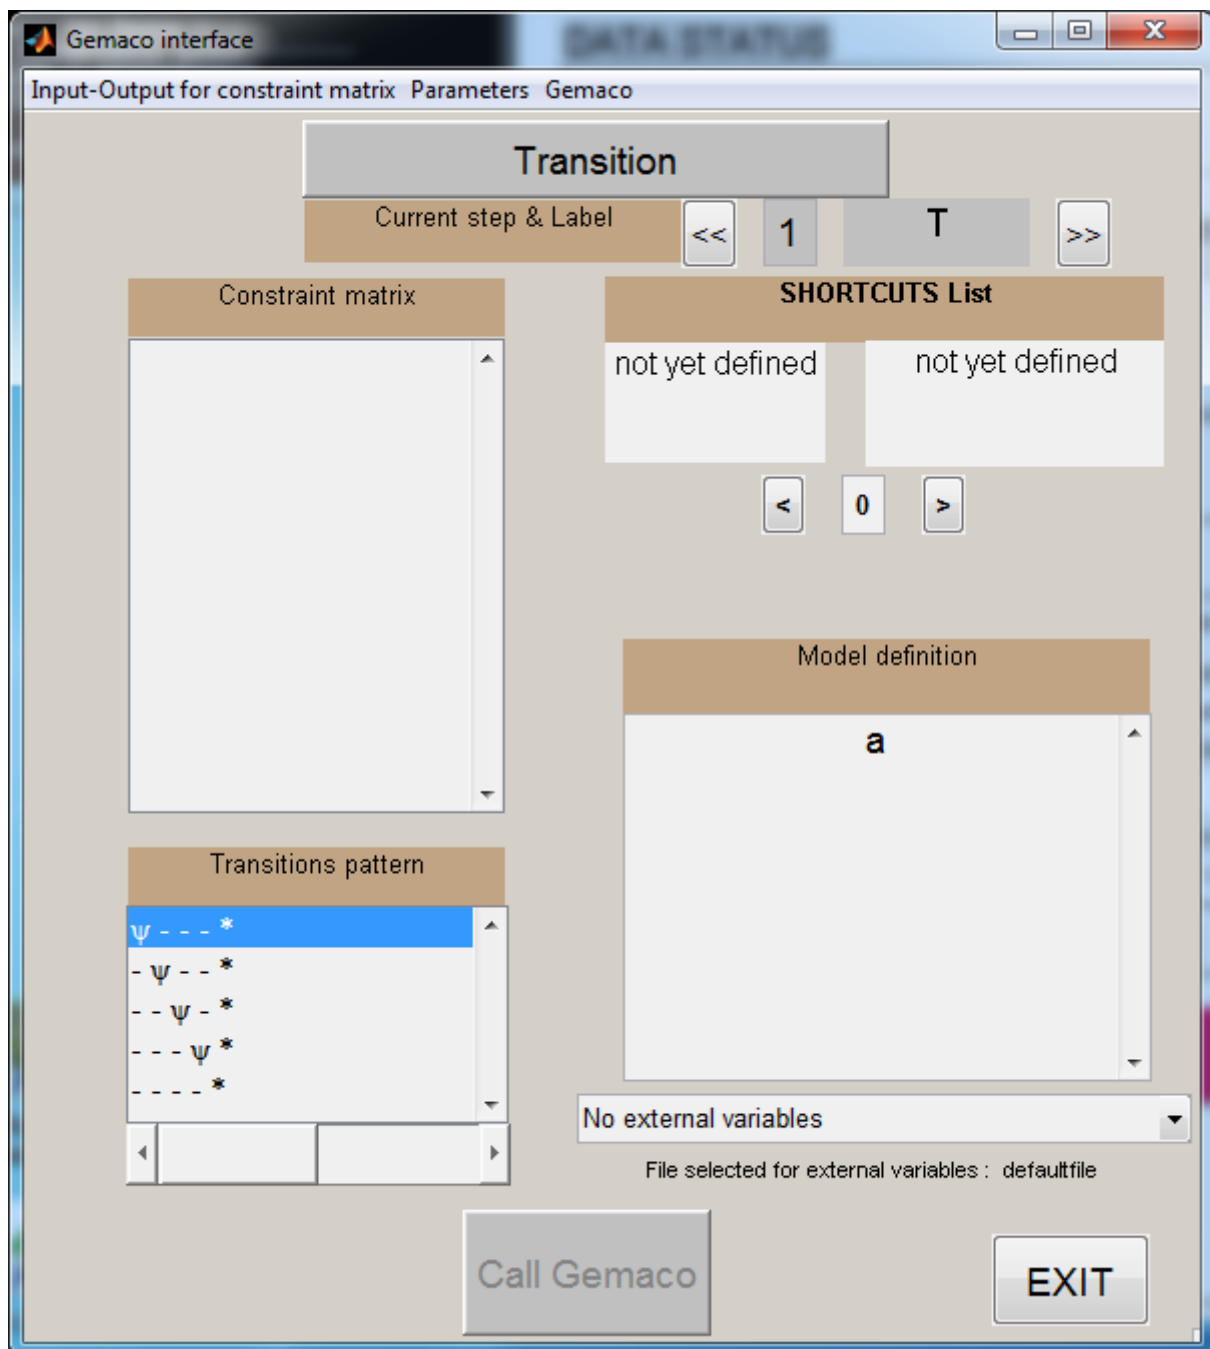 Gemaco interface
DATA STATUS
Input-Output for constraint matrix Parameters Gemaco
Transition
Current step & Label << 1 T >>
Constraint matrix
SHORTCUTS List
not yet defined not yet defined
< 0 >
Model definition
a
Transitions pattern
ψ - - - *
- ψ - - *
- - ψ - *
- - - ψ *
- - - - *
No external variables
File selected for external variables : defaultfile
Call Gemaco
EXIT